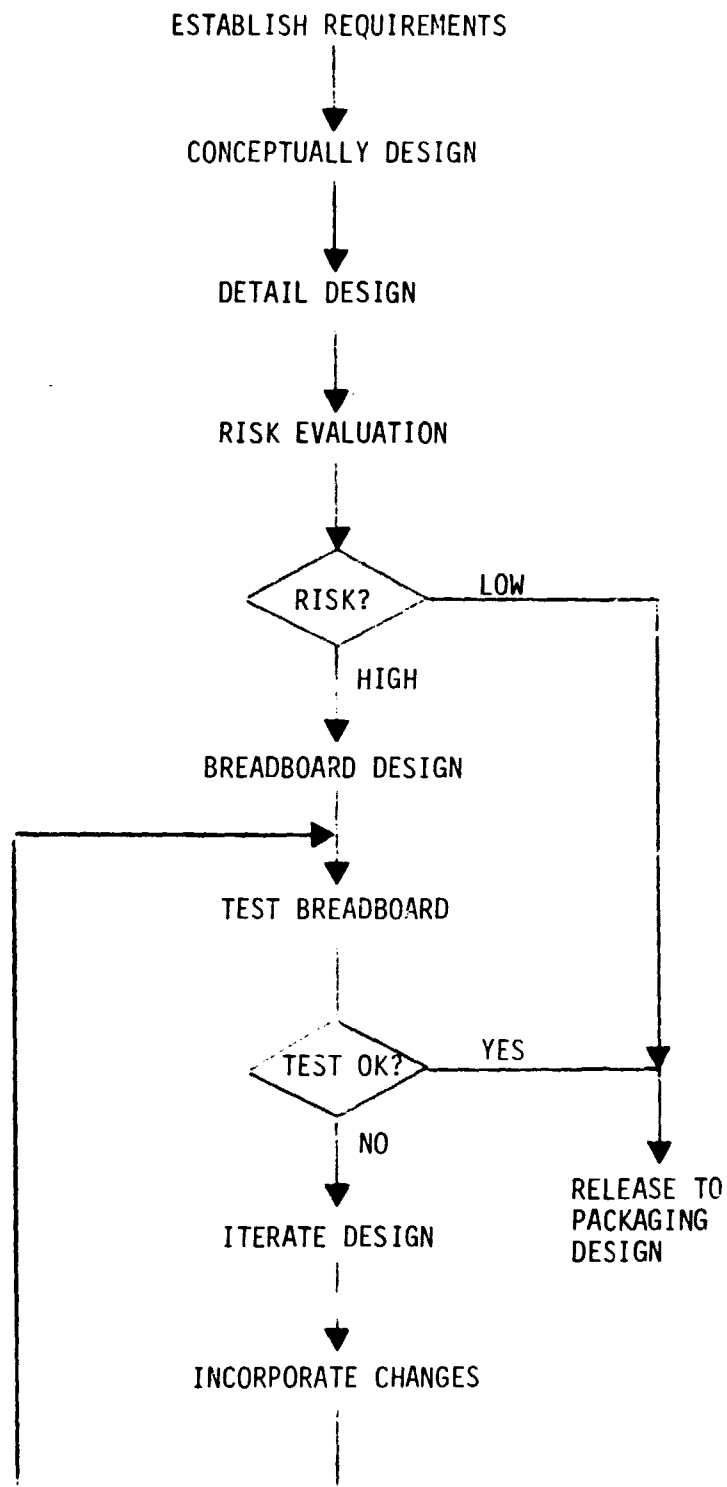 ESTABLISH REQUIREMENTS
CONCEPTUALLY DESIGN
DETAIL DESIGN
RISK EVALUATION
RISK?
LOW
HIGH
BREADBOARD DESIGN
TEST BREADBOARD
TEST OK?
YES
NO
RELEASE TO
PACKAGING
DESIGN
ITERATE DESIGN
INCORPORATE CHANGES